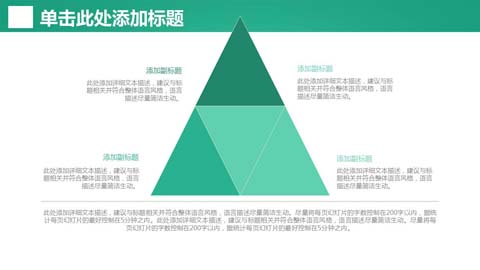 单击此处添加标题
添加副标题
此处添加详细文本描述，建议与标
题相关并符合整体语言风格，语言
描述尽量简洁生动。
添加副标题
此处添加详细文本描述，建议与标
题相关并符合整体语言风格，语言
描述尽量简洁生动。
添加副标题
此处添加详细文本描述，建议与标
题相关并符合整体语言风格，语言
描述尽量简洁生动。
添加副标题
此处添加详细文本描述，建议与标
题相关并符合整体语言风格，语言
描述尽量简洁生动。
此处添加详细文本描述，建议与标题相关并符合整体语言风格，语言描述尽量简洁生动。尽量将每页幻灯片的字数控制在200字以内，据统
计每页幻灯片的最好控制在5分钟之内。此处添加详细文本描述，建议与标题相关并符合整体语言风格，语言描述尽量简洁生动。尽量将每
页幻灯片的字数控制在200字以内，据统计每页幻灯片的最好控制在5分钟之内。